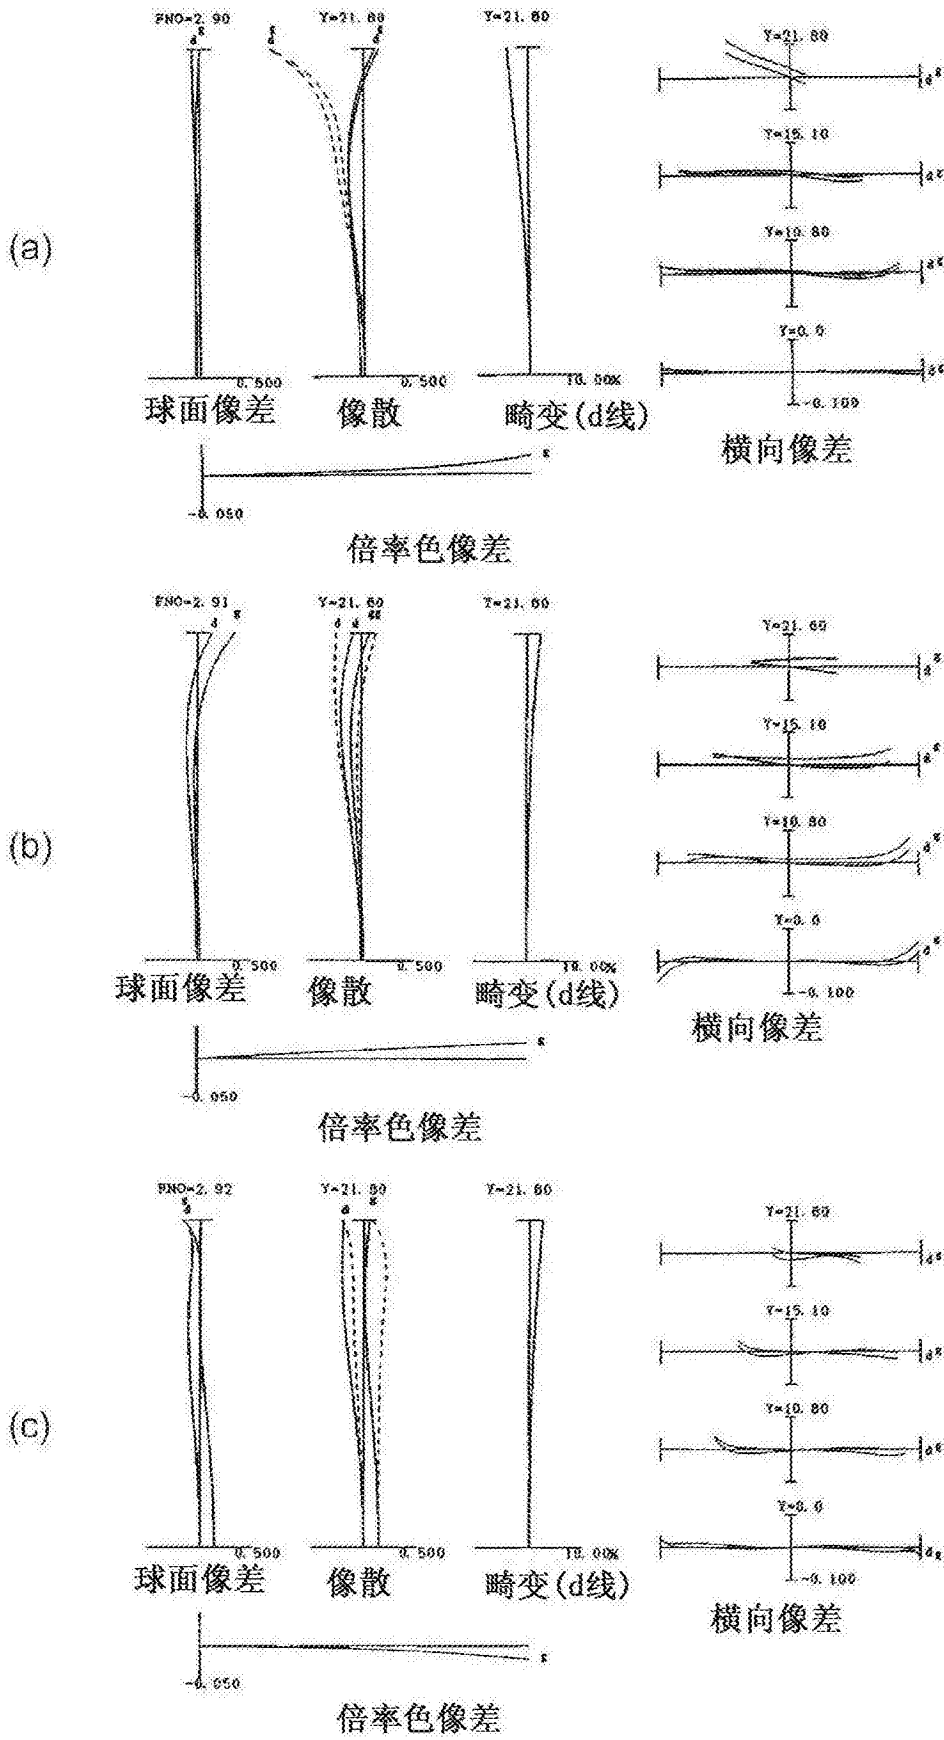 (a)
FNO=2.90
Y=21.60
Y=21.60
g
d
g
d
g
d
0.500
0.500
10.00%
球面像差
像散
畸变(d线)
Y=21.60
d g
Y=15.10
d g
Y=10.80
d g
Y=0.0
d g
-0.100
横向像差
g
-0.050
倍率色像差
(b)
FNO=2.91
Y=21.60
Y=21.60
d g
d d gg
0.500
0.500
10.00%
球面像差
像散
畸变(d线)
Y=21.60
g
Y=15.10
g
Y=10.80
d g
Y=0.0
d g
-0.100
横向像差
g
-0.050
倍率色像差
(c)
FNO=2.92
Y=21.60
Y=21.60
g
d
d g
0.500
0.500
10.00%
球面像差
像散
畸变(d线)
Y=21.60
d g
Y=15.10
d g
Y=10.80
d g
Y=0.0
d g
-0.100
横向像差
g
-0.050
倍率色像差